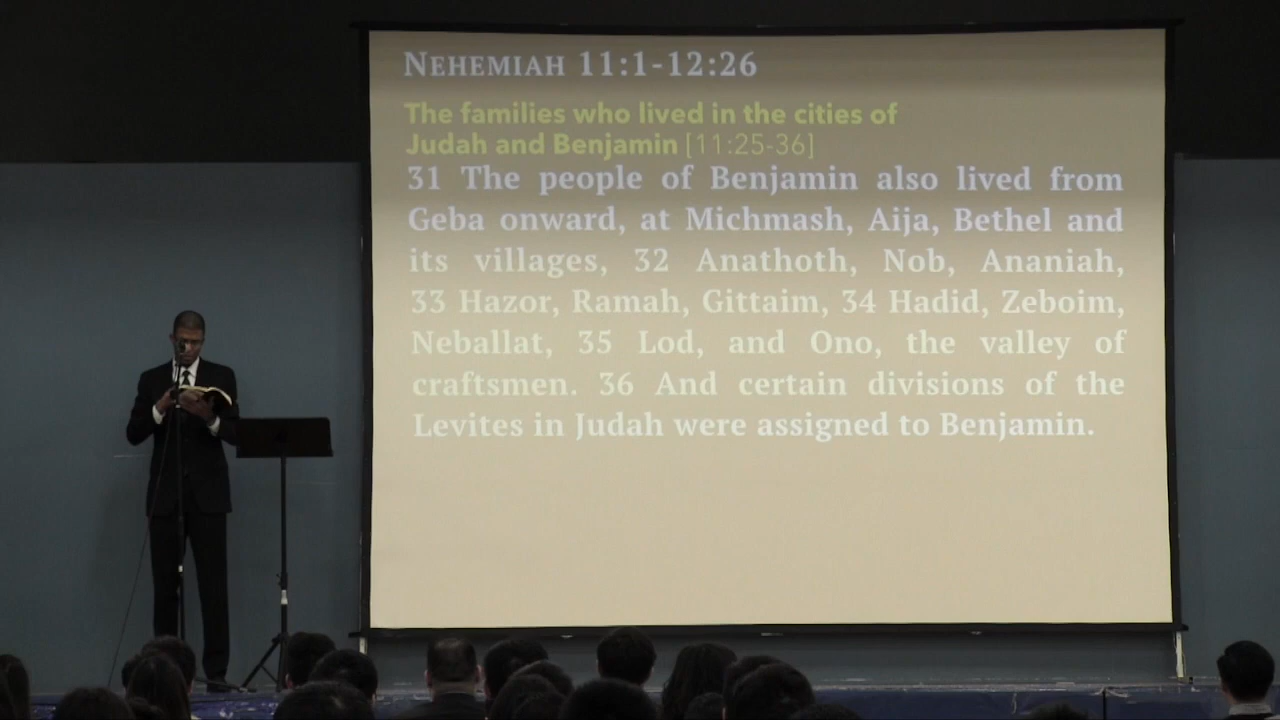 NEHEMIAH 11:1-12:26
The families who lived in the cities of
Judah and Benjamin [11:25-36]
31 The people of Benjamin also lived from
Geba onward, at Michmash, Aija, Bethel and
its villages, 32 Anathoth, Nob, Ananiah,
33 Hazor, Ramah, Gittaim, 34 Hadid, Zeboim,
Neballat, 35 Lod, and Ono, the valley of
craftsmen. 36 And certain divisions of the
Levites in Judah were assigned to Benjamin.